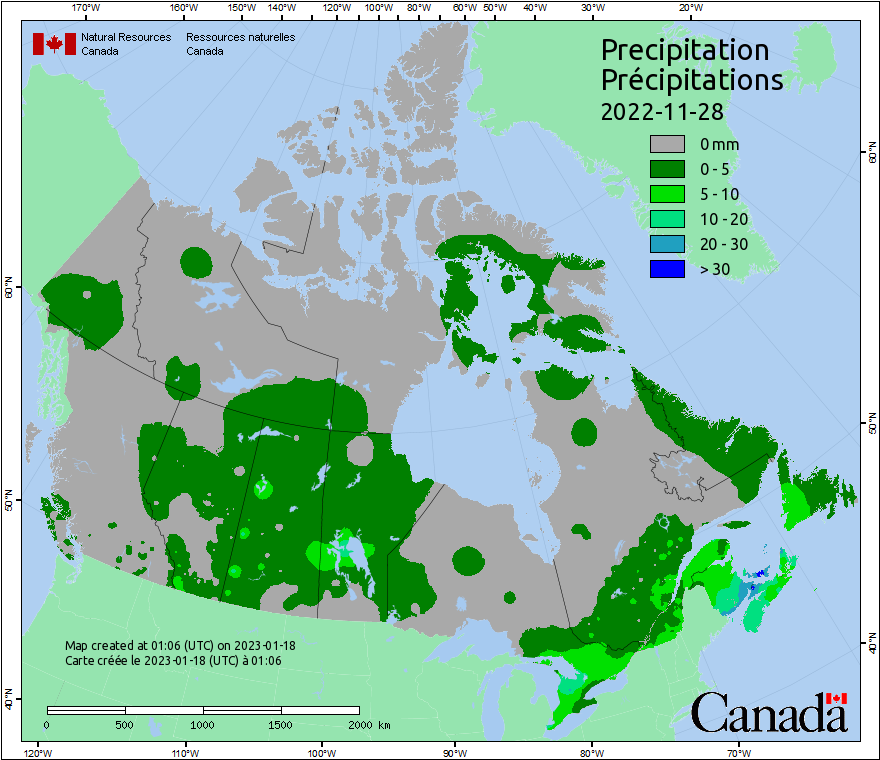 170°W 160°W 150°W 140°W 120°W 100°W 80°W 60°W 50°W 40°W 30°W 20°W
Natural Resources Ressources naturelles
Canada Canada
Precipitation
Précipitations
2022-11-28
0 mm
0 - 5
5 - 10
10 - 20
20 - 30
> 30
60°N
60°N
50°N
50°N
40°N
40°N
Map created at 01:06 (UTC) on 2023-01-18
Carte créée le 2023-01-18 (UTC) à 01:06
0 500 1000 1500 2000 km
Canada
120°W 110°W 100°W 90°W 80°W 70°W